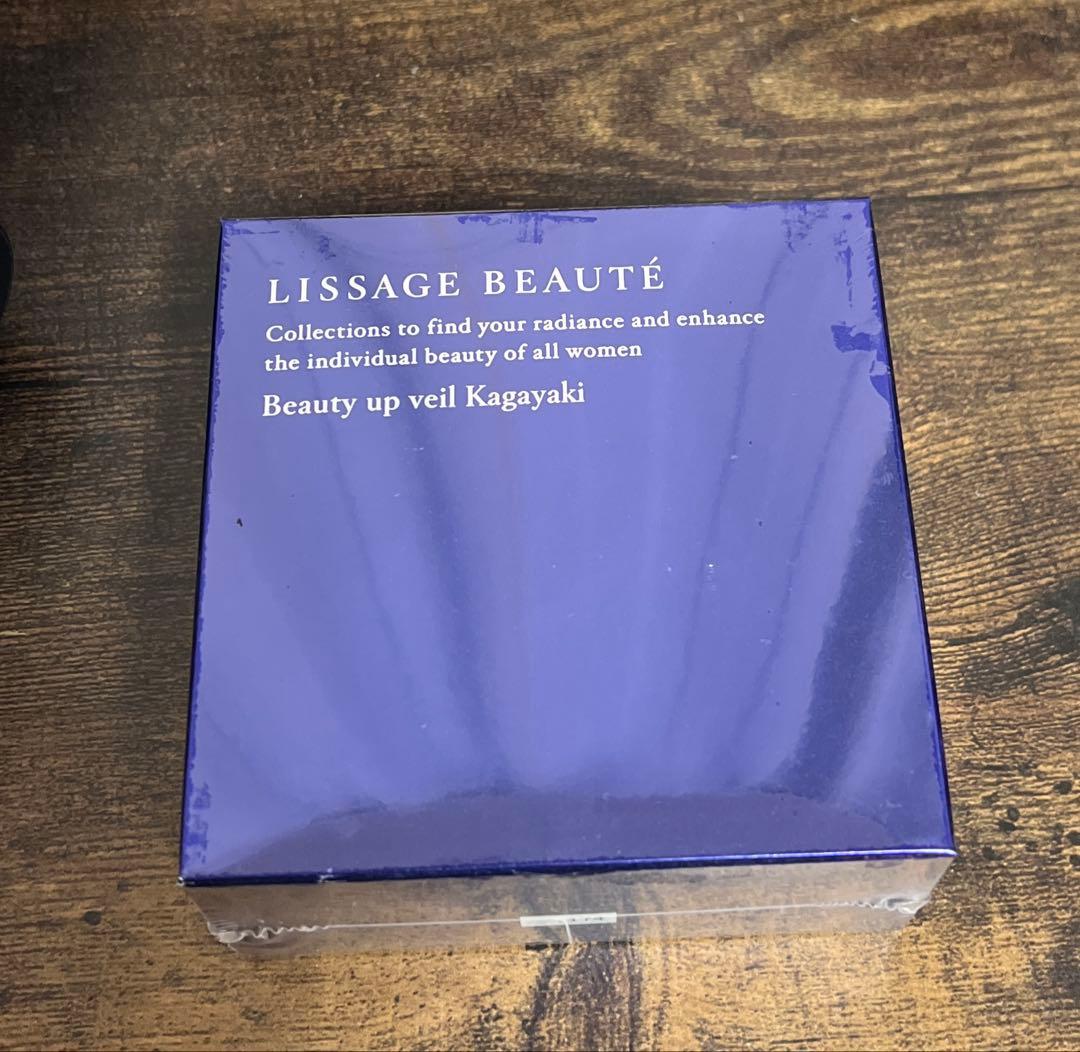 LISSAGE BEAUTÉ
Collections to find your radiance and enhance
the individual beauty of all women
Beauty up veil Kagayaki